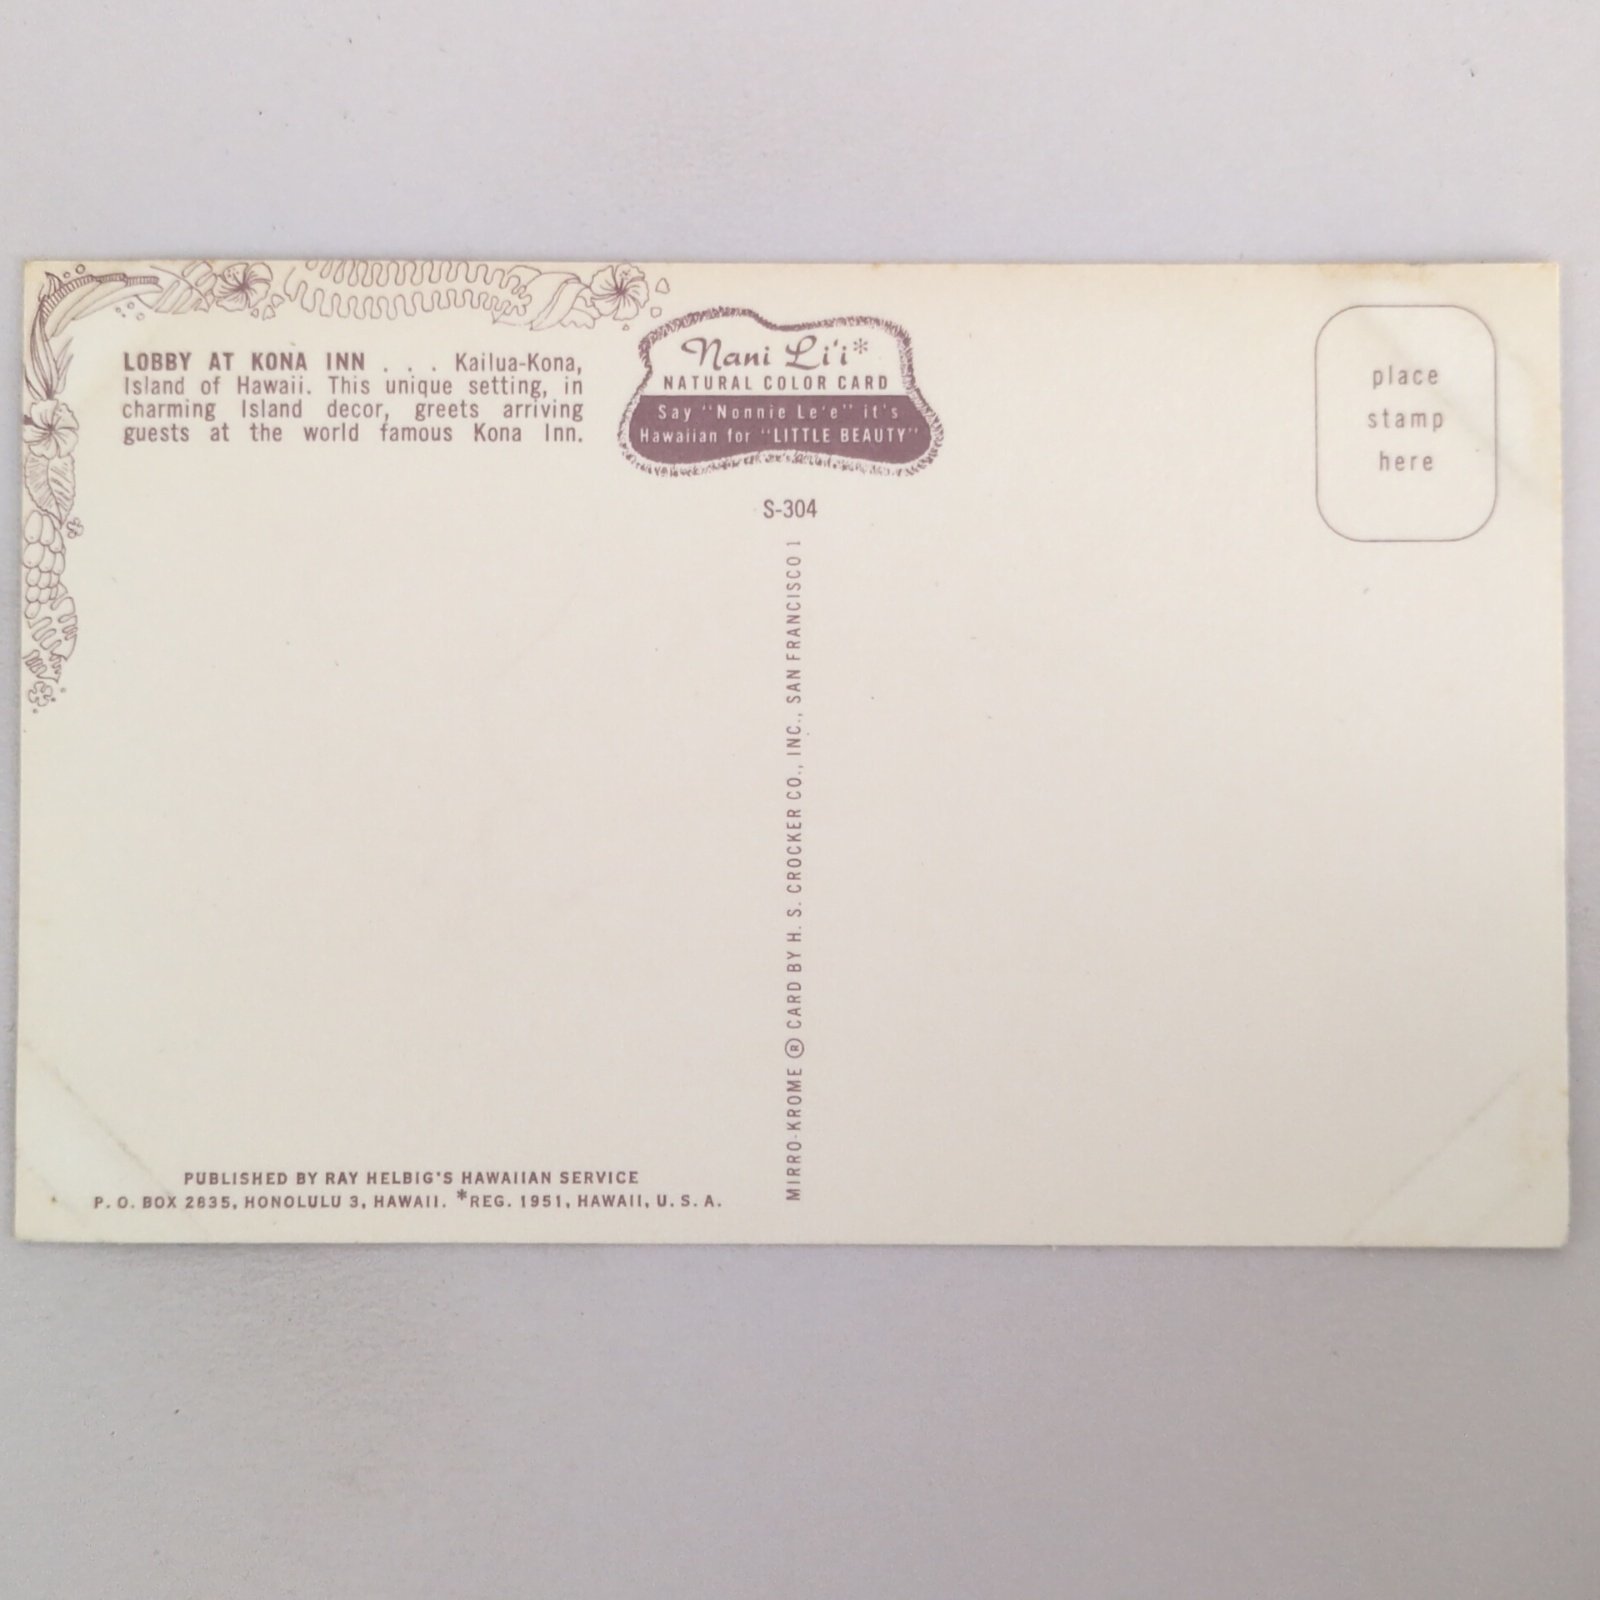 LOBBY AT KONA INN . . . Kailua-Kona,
Island of Hawaii. This unique setting, in
charming Island decor, greets arriving
guests at the world famous Kona Inn.
Nani Li'i*
NATURAL COLOR CARD
Say "Nonnie Le'e" it's
Hawaiian for "LITTLE BEAUTY"
S-304
place
stamp
here
MIRRO-KROME ® CARD BY H. S. CROCKER CO., INC., SAN FRANCISCO 1
PUBLISHED BY RAY HELBIG'S HAWAIIAN SERVICE
P. O. BOX 2835, HONOLULU 3, HAWAII. *REG. 1951, HAWAII, U. S. A.